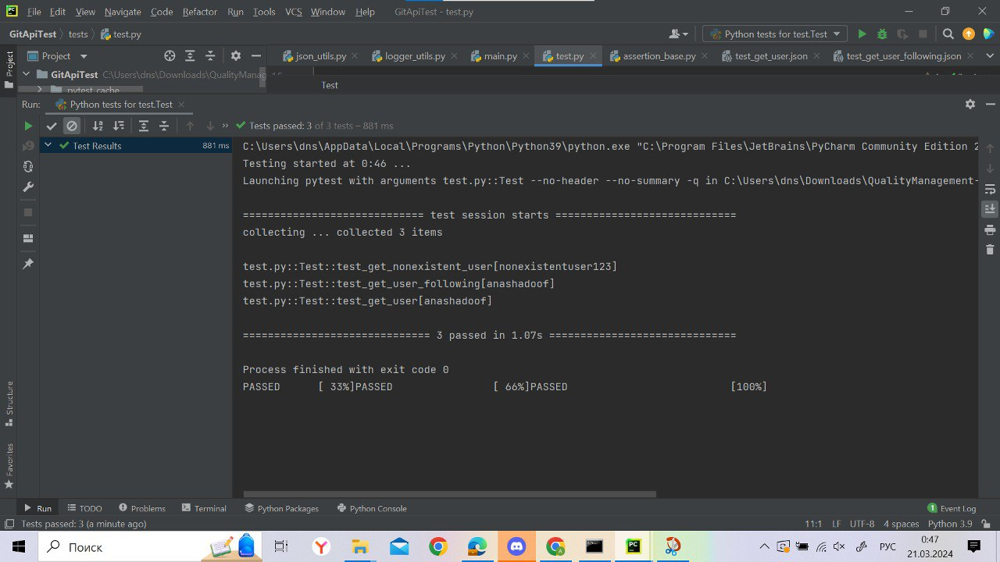 PC File Edit View Navigate Code Refactor Run Tools VCS Window Help GitApiTest - test.py
GitApiTest tests test.py Python tests for test.Test
Project json_utils.py logger_utils.py main.py test.py assertion_base.py test_get_user.json test_get_user_following.json
Project
GitApiTest C:\Users\dns\Downloads\QualityManag
pytest_cache
Test
Run: Python tests for test.Test
Tests passed: 3 of 3 tests – 881 ms
Test Results 881 ms
C:\Users\dns\AppData\Local\Programs\Python\Python39\python.exe "C:\Program Files\JetBrains\PyCharm Community Edition 2
Testing started at 0:46 ...
Launching pytest with arguments test.py::Test --no-header --no-summary -q in C:\Users\dns\Downloads\QualityManagement-
============================= test session starts =============================
collecting ... collected 3 items
test.py::Test::test_get_nonexistent_user[nonexistentuser123]
test.py::Test::test_get_user_following[anashadoof]
test.py::Test::test_get_user[anashadoof]
============================== 3 passed in 1.07s ==============================
Process finished with exit code 0
PASSED [ 33%]PASSED [ 66%]PASSED [100%]
Structure
Favorites
Run TODO Problems Terminal Python Packages Python Console 1 Event Log
Tests passed: 3 (a minute ago) 11:1 LF UTF-8 4 spaces Python 3.9
Поиск РУС 0:47
21.03.2024